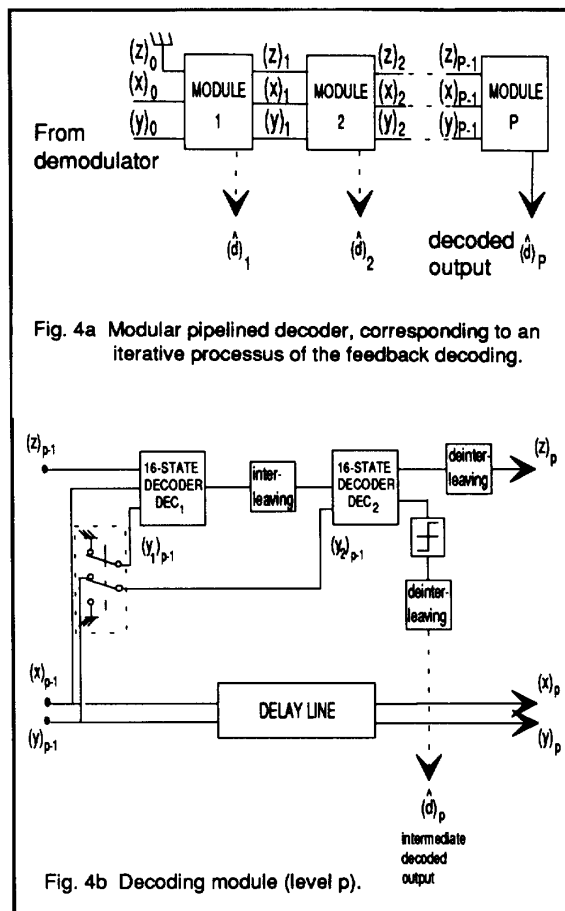 (z)₀ (z)₁ (z)₂ (z)P-1
(x)₀ (x)₁ (x)₂ (x)P-1
(y)₀ (y)₁ (y)₂ (y)P-1
MODULE
1
MODULE
2
MODULE
P
From
demodulator
(d̂)₁
(d̂)₂
decoded
output
(d̂)P
Fig. 4a Modular pipelined decoder, corresponding to an
iterative processus of the feedback decoding.
(z)p-1
16-STATE
DECODER
DEC₁
inter-
leaving
16-STATE
DECODER
DEC₂
deinter-
leaving
(z)p
(y₁)p-1
(y₂)p-1
deinter-
leaving
(x)p-1
(y)p-1
DELAY LINE
(x)p
(y)p
(d̂)p
intermediate
decoded
output
Fig. 4b Decoding module (level p).